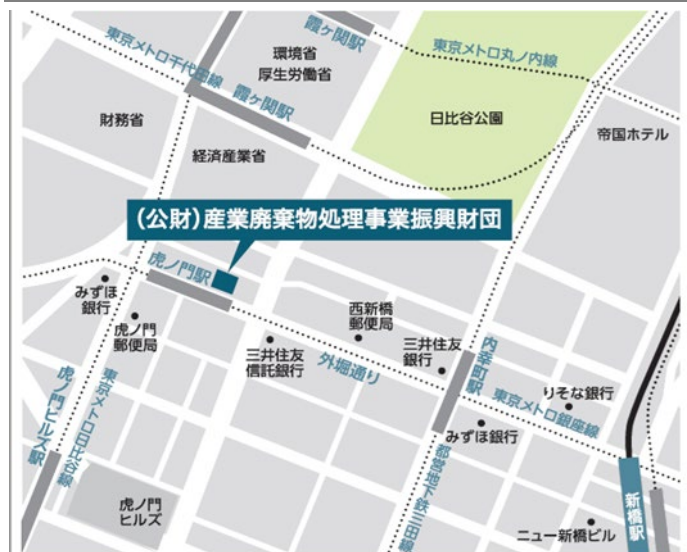 霞ヶ関駅
環境省
厚生労働省
東京メトロ丸ノ内線
東京メトロ千代田線
霞ヶ関駅
財務省
日比谷公園
帝国ホテル
経済産業省
(公財)産業廃棄物処理事業振興財団
虎ノ門駅
みずほ
銀行
虎ノ門
郵便局
西新橋
郵便局
三井住友
信託銀行
外堀通り
三井住友
銀行
内幸町駅
りそな銀行
東京メトロ銀座線
みずほ銀行
虎ノ門ヒルズ駅
東京メトロ日比谷線
都営地下鉄三田線
虎ノ門
ヒルズ
新橋駅
ニュー新橋ビル